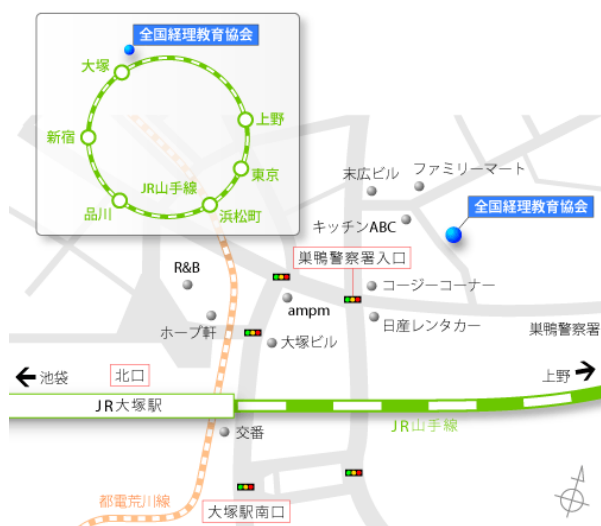 全国経理教育協会
大塚
新宿
上野
東京
JR山手線
品川
浜松町
末広ビル
ファミリーマート
全国経理教育協会
キッチンABC
巣鴨警察署入口
R&B
コージーコーナー
ampm
ホープ軒
日産レンタカー
巣鴨警察署
大塚ビル
池袋
北口
上野
JR大塚駅
JR山手線
交番
都電荒川線
大塚駅南口